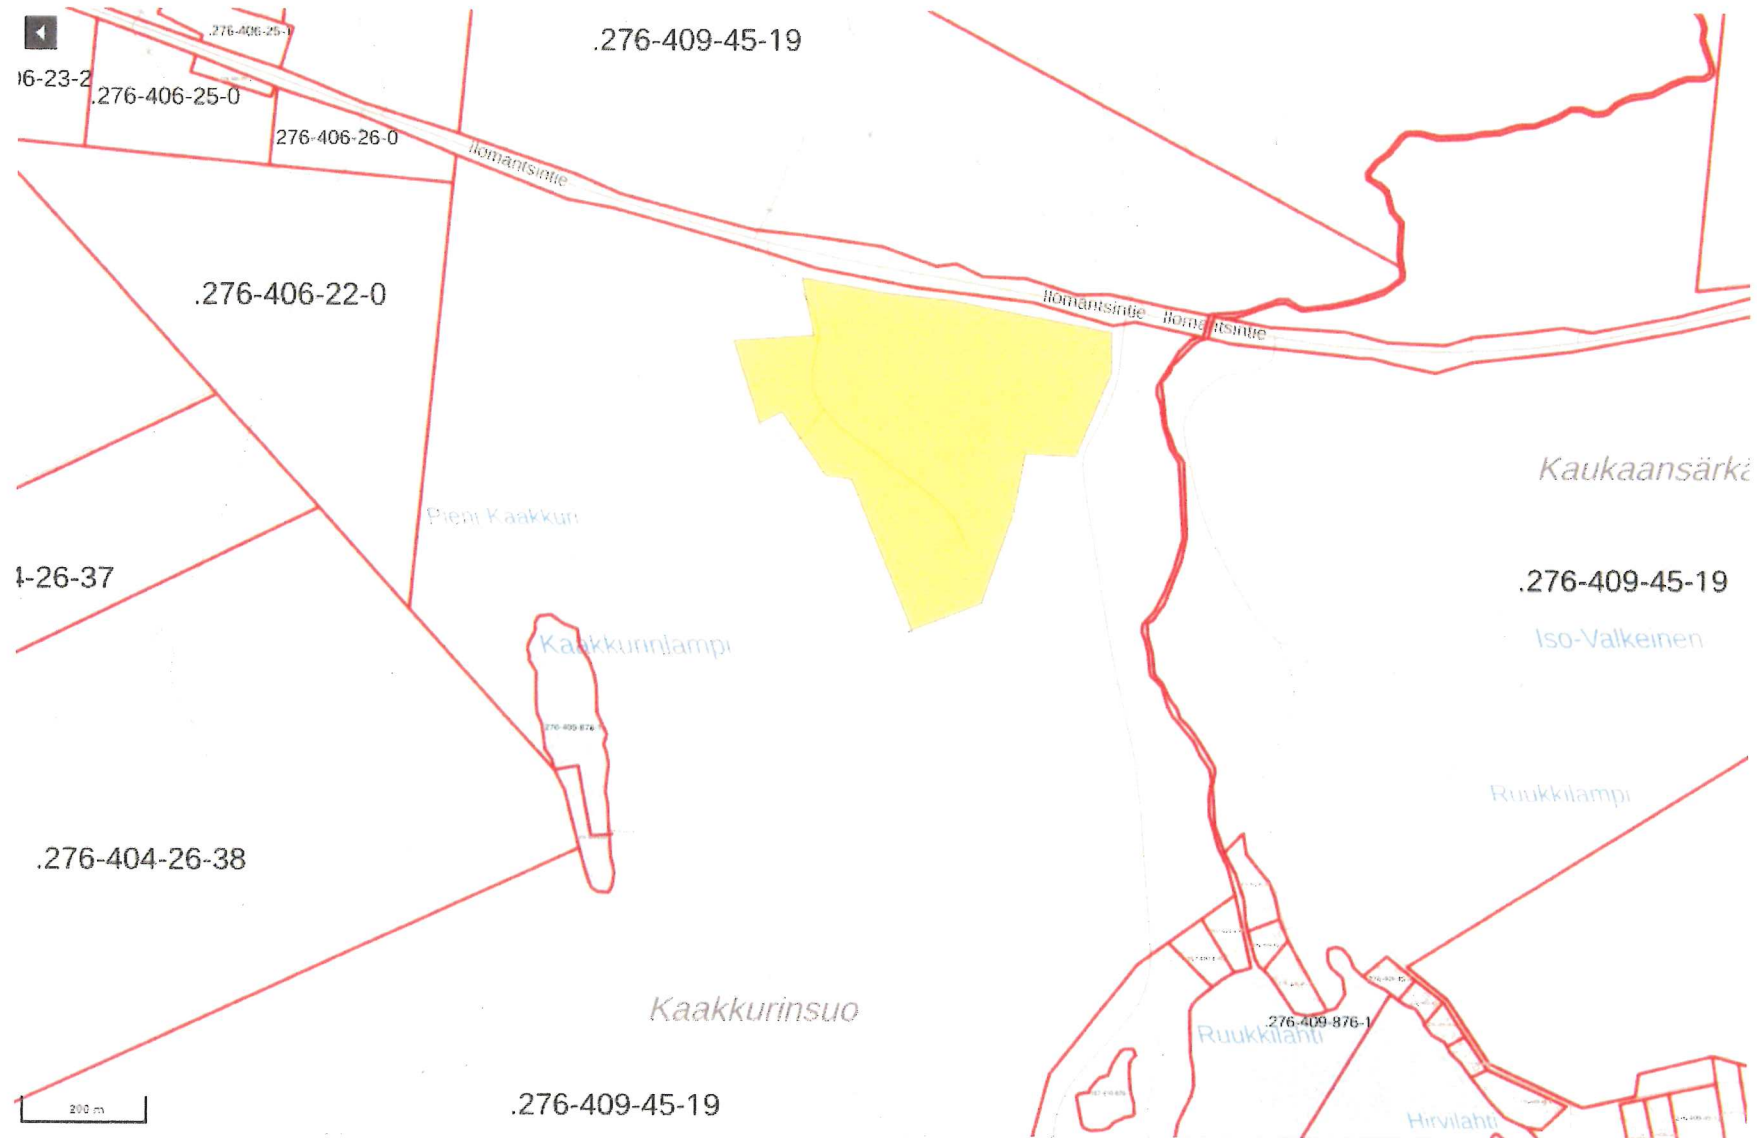 .276-406-25-1
.276-409-45-19
06-23-2
.276-406-25-0
276-406-26-0
Ilomantsintie
.276-406-22-0
Ilomantsintie
Ilomantsintie
Kaukaansärkä
Pieni Kaakkuri
4-26-37
.276-409-45-19
Iso-Valkeinen
Kaakkurinlampi
Ruukkilampi
.276-404-26-38
Kaakkurinsuo
.276-409-876-1
Ruukkilahti
.276-409-45-19
200 m
Hirvilahti